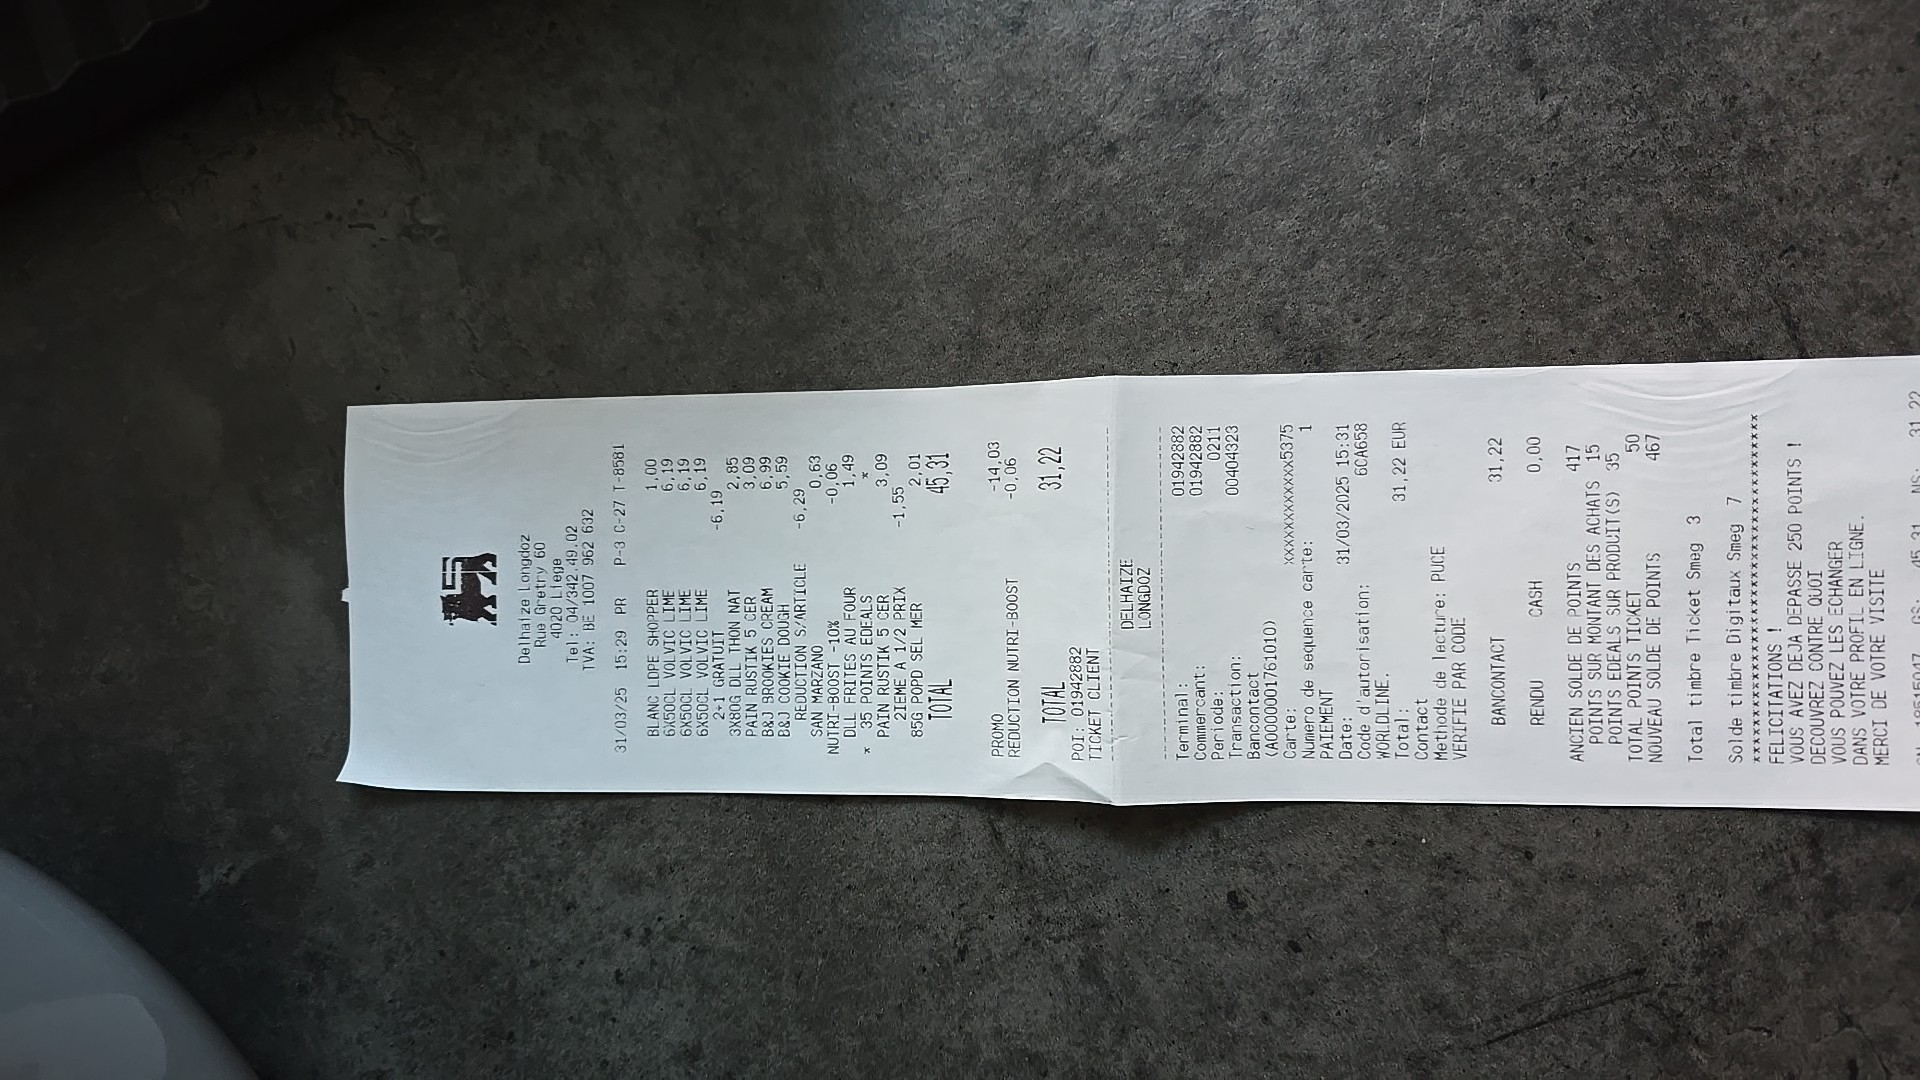 Delhaize Longdoz
Rue Gretry 60
4020 Liege
Tel: 04/342.49.02
TVA: BE 1007 962 632
31/03/25 15:29 PR P-3 C-27 T-8581
BLANC LDPE SHOPPER 1,00
6X50CL VOLVIC LIME 6,19
6X50CL VOLVIC LIME 6,19
6X50CL VOLVIC LIME 6,19
2+1 GRATUIT -6,19
3X80G DLL THON NAT 2,85
PAIN RUSTIK 5 CER 3,09
B&J BROOKIES CREAM 6,99
B&J COOKIE DOUGH 5,59
REDUCTION S/ARTICLE -6,29
SAN MARZANO 0,63
NUTRI-BOOST -10% -0,06
DLL FRITES AU FOUR 1,49
* 35 POINTS EDEALS *
PAIN RUSTIK 5 CER 3,09
2IEME A 1/2 PRIX -1,55
85G POPD SEL MER 2,01
TOTAL 45,31
PROMO -14,03
REDUCTION NUTRI-BOOST -0,06
TOTAL 31,22
POI: 01942882
TICKET CLIENT
DELHAIZE
LONGDOZ
Terminal: 01942882
Commercant: 01942882
Periode: 0211
Transaction: 00404323
Bancontact
(A0000001761010)
Carte: xxxxxxxxxxxxx5375
Numero de sequence carte: 1
PAIEMENT
Date: 31/03/2025 15:31
Code d'autorisation: 6CA658
WORLDLINE.
Total: 31,22 EUR
Contact
Methode de lecture: PUCE
VERIFIE PAR CODE
BANCONTACT 31,22
RENDU CASH 0,00
ANCIEN SOLDE DE POINTS 417
POINTS SUR MONTANT DES ACHATS 15
POINTS EDEALS SUR PRODUIT(S) 35
TOTAL POINTS TICKET 50
NOUVEAU SOLDE DE POINTS 467
Total timbre Ticket Smeg 3
Solde timbre Digitaux Smeg 7
***********************************
FELICITATIONS !
VOUS AVEZ DEJA DEPASSE 250 POINTS !
DECOUVREZ CONTRE QUOI
VOUS POUVEZ LES ECHANGER
DANS VOTRE PROFIL EN LIGNE.
MERCI DE VOTRE VISITE